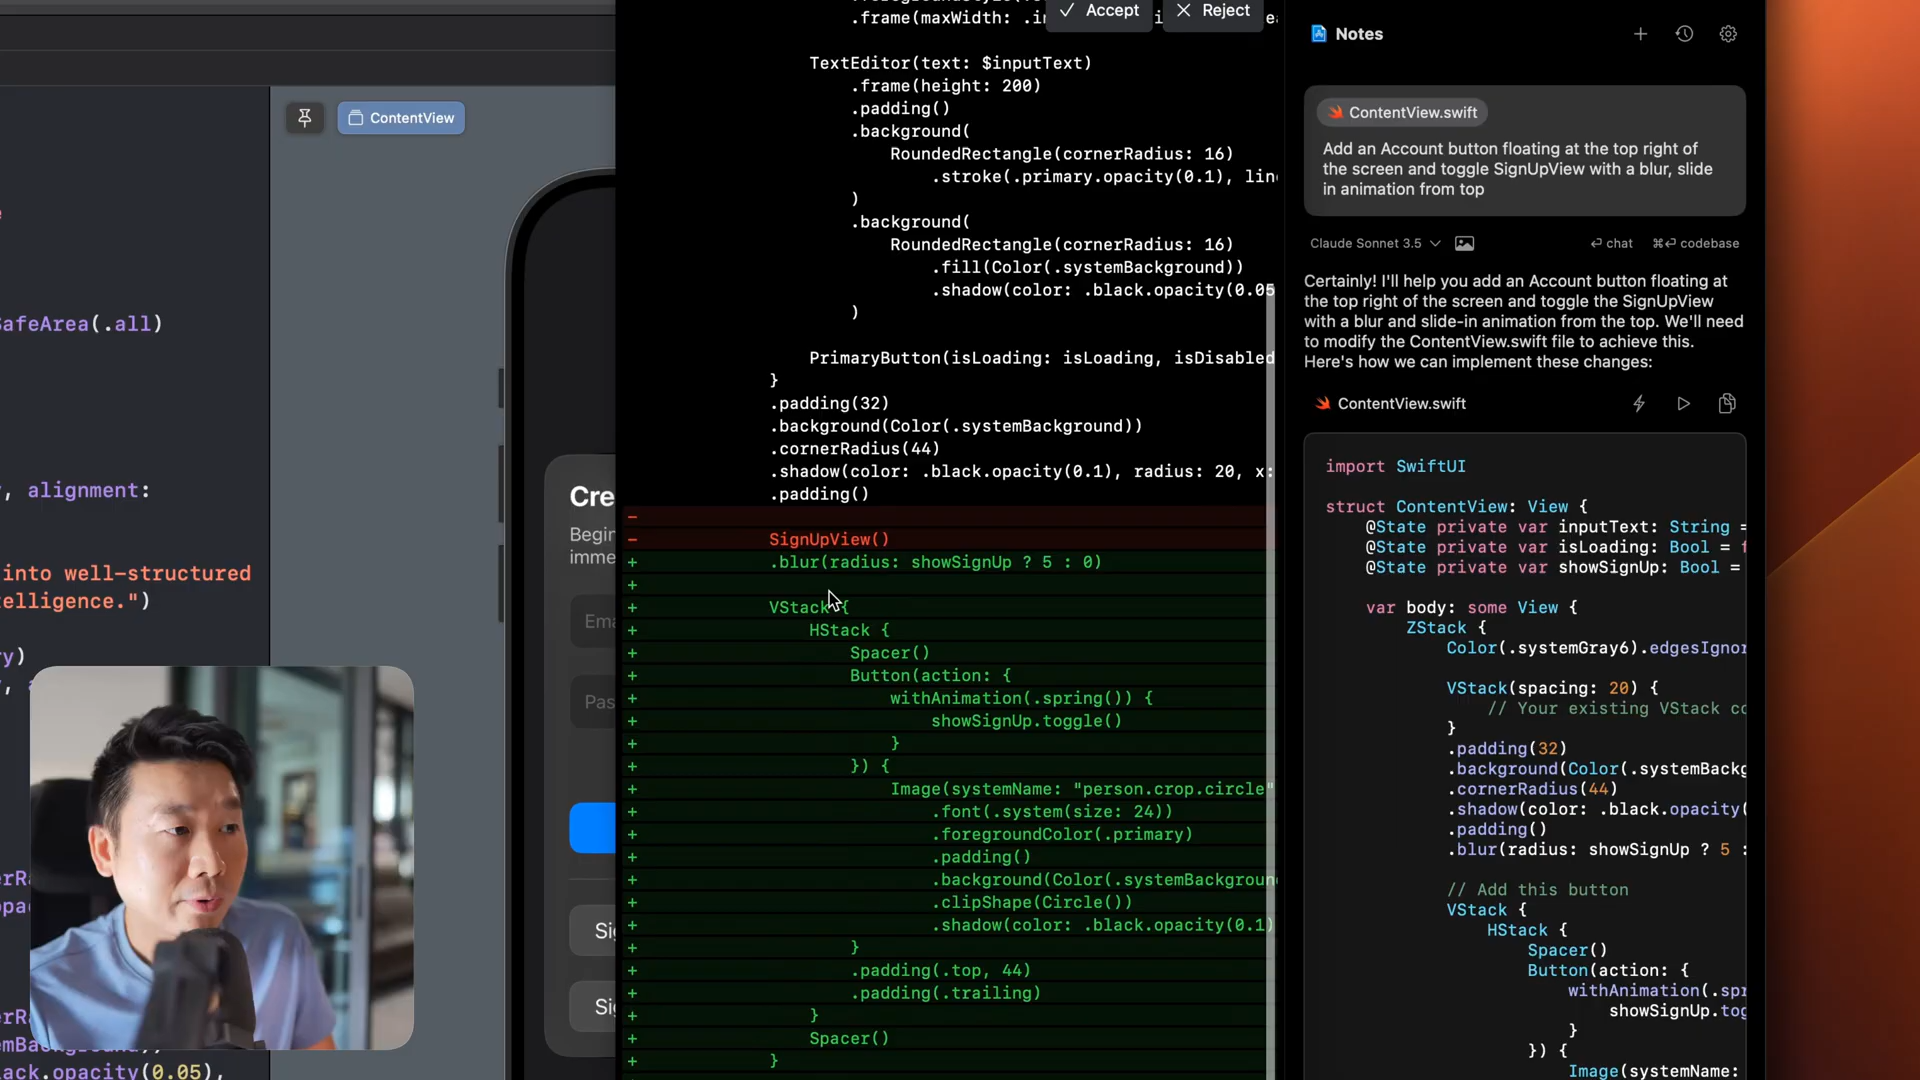 SafeArea(.all)
, alignment:
into well-structured
telligence.")
ry)
ack.opacity(0.05),
ContentView
Cre
Begin
imme
Ema
Pas
Sig
Sig
Accept
Reject
.frame(maxWidth: .in
TextEditor(text: $inputText)
.frame(height: 200)
.padding()
.background(
RoundedRectangle(cornerRadius: 16)
.stroke(.primary.opacity(0.1), line
)
.background(
RoundedRectangle(cornerRadius: 16)
.fill(Color(.systemBackground))
.shadow(color: .black.opacity(0.05
)
PrimaryButton(isLoading: isLoading, isDisabled
}
.padding(32)
.background(Color(.systemBackground))
.cornerRadius(44)
.shadow(color: .black.opacity(0.1), radius: 20, x:
.padding()
-
- SignUpView()
+ .blur(radius: showSignUp ? 5 : 0)
+
+ VStack {
+ HStack {
+ Spacer()
+ Button(action: {
+ withAnimation(.spring()) {
+ showSignUp.toggle()
+ }
+ }) {
+ Image(systemName: "person.crop.circle"
+ .font(.system(size: 24))
+ .foregroundColor(.primary)
+ .padding()
+ .background(Color(.systemBackground
+ .clipShape(Circle())
+ .shadow(color: .black.opacity(0.1)
+ }
+ .padding(.top, 44)
+ .padding(.trailing)
+ }
+ Spacer()
+ }
Notes
ContentView.swift
Add an Account button floating at the top right of
the screen and toggle SignUpView with a blur, slide
in animation from top
Claude Sonnet 3.5
chat
⌘↩ codebase
Certainly! I'll help you add an Account button floating at
the top right of the screen and toggle the SignUpView
with a blur and slide-in animation from the top. We'll need
to modify the ContentView.swift file to achieve this.
Here's how we can implement these changes:
ContentView.swift
import SwiftUI
struct ContentView: View {
@State private var inputText: String =
@State private var isLoading: Bool = f
@State private var showSignUp: Bool =
var body: some View {
ZStack {
Color(.systemGray6).edgesIgnor
VStack(spacing: 20) {
// Your existing VStack co
}
.padding(32)
.background(Color(.systemBackg
.cornerRadius(44)
.shadow(color: .black.opacity(
.padding()
.blur(radius: showSignUp ? 5 :
// Add this button
VStack {
HStack {
Spacer()
Button(action: {
withAnimation(.spr
showSignUp.tog
}
}) {
Image(systemName: